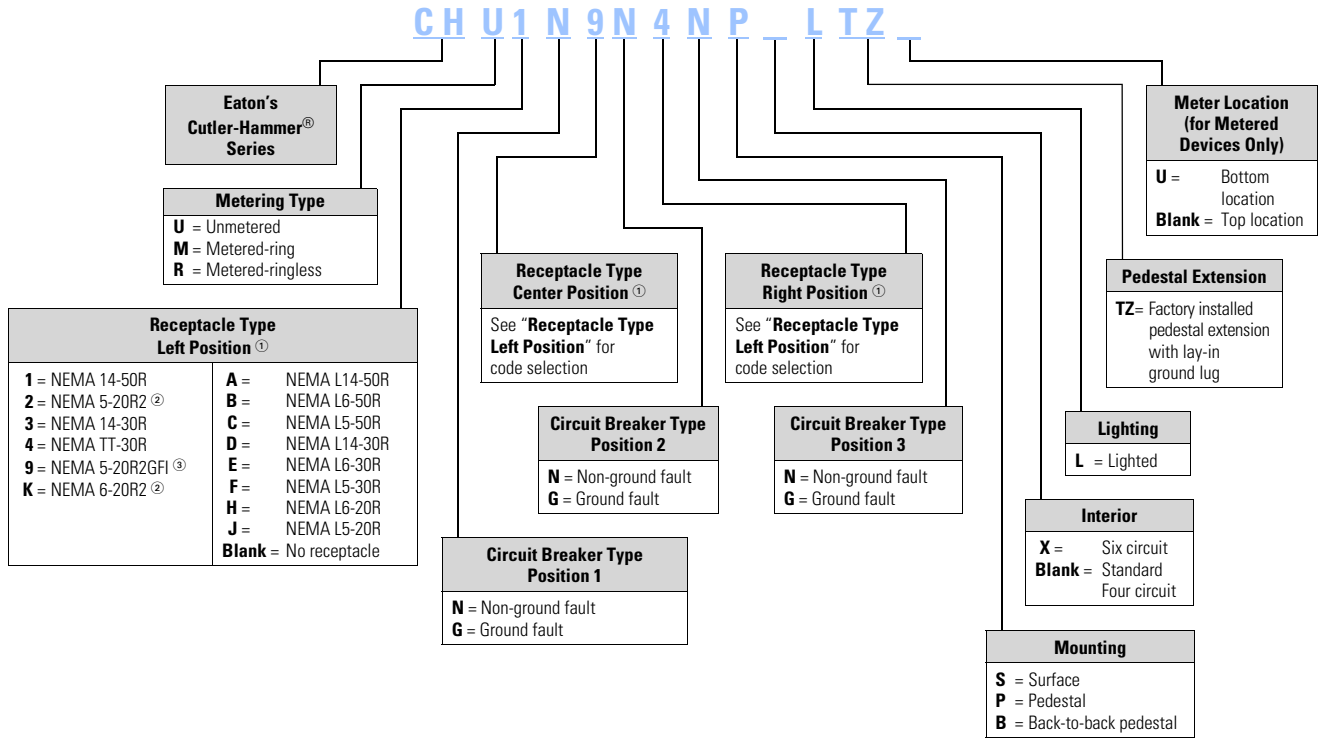 CHU1N9N4NP_LTZ_
Eaton's
Cutler-Hammer®
Series
Metering Type
U = Unmetered
M = Metered-ring
R = Metered-ringless
Receptacle Type
Left Position ①
1 = NEMA 14-50R
2 = NEMA 5-20R2 ②
3 = NEMA 14-30R
4 = NEMA TT-30R
9 = NEMA 5-20R2GFI ③
K = NEMA 6-20R2 ②
A = NEMA L14-50R
B = NEMA L6-50R
C = NEMA L5-50R
D = NEMA L14-30R
E = NEMA L6-30R
F = NEMA L5-30R
H = NEMA L6-20R
J = NEMA L5-20R
Blank = No receptacle
Circuit Breaker Type
Position 1
N = Non-ground fault
G = Ground fault
Receptacle Type
Center Position ①
See “Receptacle Type
Left Position” for
code selection
Circuit Breaker Type
Position 2
N = Non-ground fault
G = Ground fault
Receptacle Type
Right Position ①
See “Receptacle Type
Left Position” for
code selection
Circuit Breaker Type
Position 3
N = Non-ground fault
G = Ground fault
Mounting
S = Surface
P = Pedestal
B = Back-to-back pedestal
Interior
X = Six circuit
Blank = Standard
Four circuit
Lighting
L = Lighted
Pedestal Extension
TZ= Factory installed
pedestal extension
with lay-in
ground lug
Meter Location
(for Metered
Devices Only)
U = Bottom
location
Blank = Top location